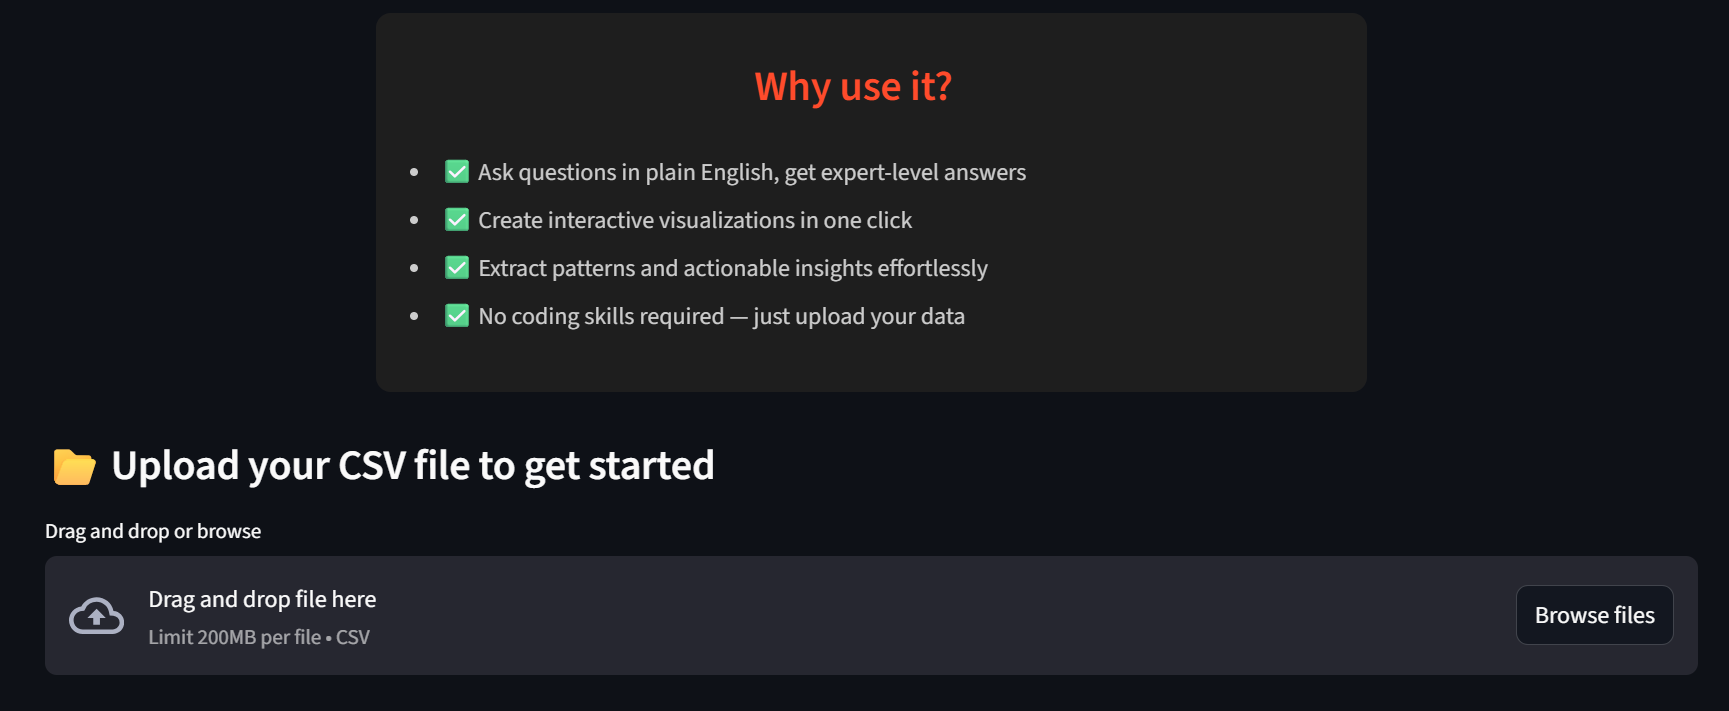 Why use it?
• ✅ Ask questions in plain English, get expert-level answers
• ✅ Create interactive visualizations in one click
• ✅ Extract patterns and actionable insights effortlessly
• ✅ No coding skills required — just upload your data
📂 Upload your CSV file to get started
Drag and drop or browse
Drag and drop file here
Limit 200MB per file • CSV
Browse files